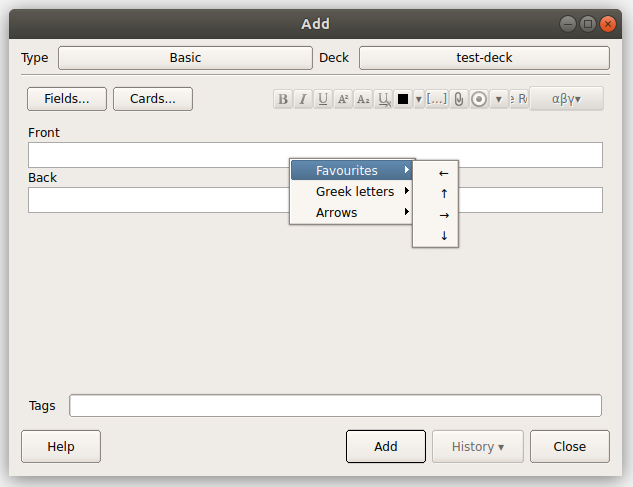 Add
Type Basic Deck test-deck
Fields... Cards... B I U A² A₂ U [...] αβγ▾
Front
Back
Favourites
Greek letters
Arrows
←
↑
→
↓
Tags
Help Add History ▾ Close